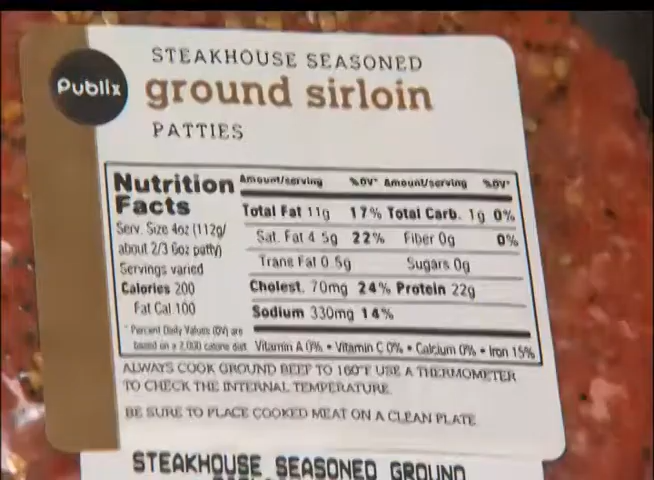 STEAKHOUSE SEASONED
Publix
ground sirloin
PATTIES
Nutrition Facts
Serv. Size 4oz (112g/
about 2/3 6oz patty)
Servings varied
Calories 200
Fat Cal 100
* Percent Daily Values (DV) are
based on a 2,000 calorie diet
Amount/serving %DV* Amount/serving %DV*
Total Fat 11g 17% Total Carb. 1g 0%
Sat. Fat 4.5g 22% Fiber 0g 0%
Trans Fat 0.5g Sugars 0g
Cholest. 70mg 24% Protein 22g
Sodium 330mg 14%
Vitamin A 0% • Vitamin C 0% • Calcium 0% • Iron 15%
ALWAYS COOK GROUND BEEF TO 160°F USE A THERMOMETER
TO CHECK THE INTERNAL TEMPERATURE.
BE SURE TO PLACE COOKED MEAT ON A CLEAN PLATE
STEAKHOUSE SEASONED GROUND